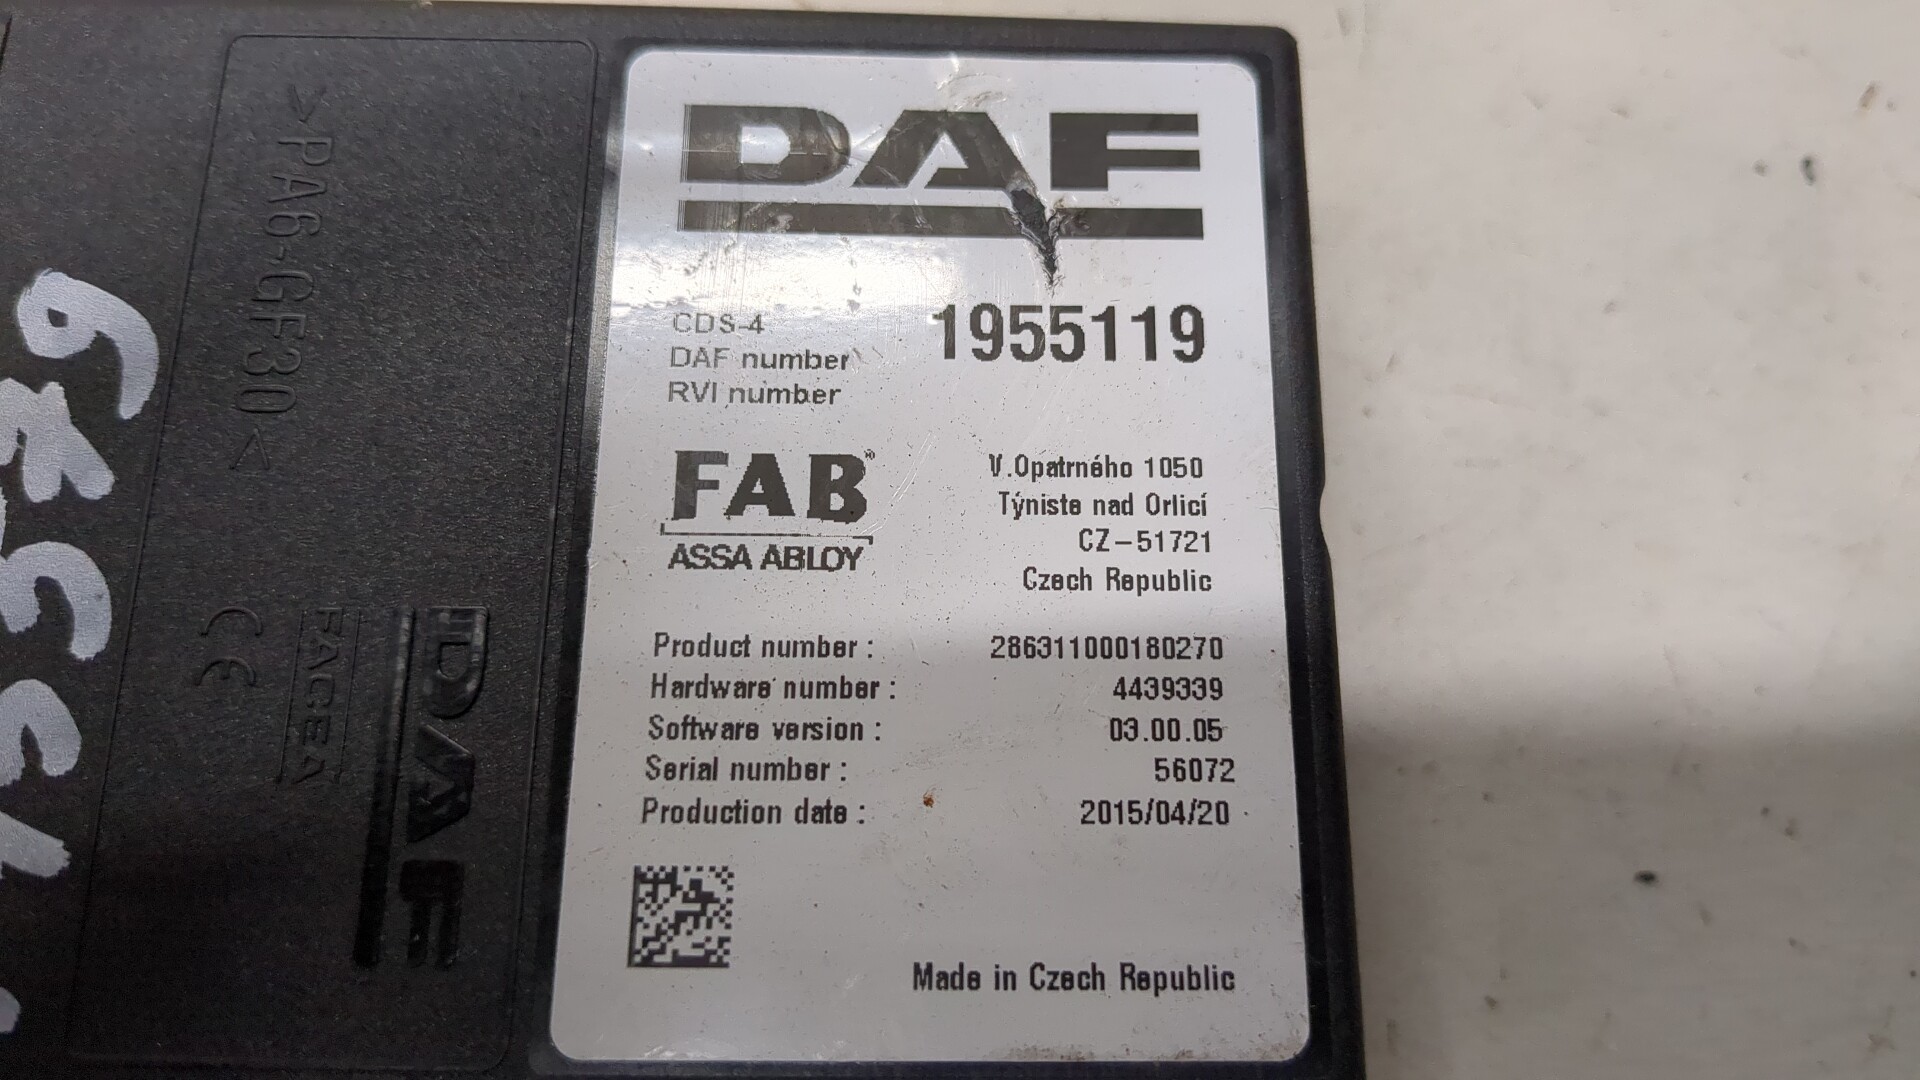 >PA6-GF30<
CE
FACEA
DAF
DAF
CDS-4
DAF number 1955119
RVI number
FAB®
ASSA ABLOY
V.Opatrného 1050
Týniste nad Orlicí
CZ-51721
Czech Republic
Product number : 286311000180270
Hardware number : 4439339
Software version : 03.00.05
Serial number : 56072
Production date : 2015/04/20
Made in Czech Republic